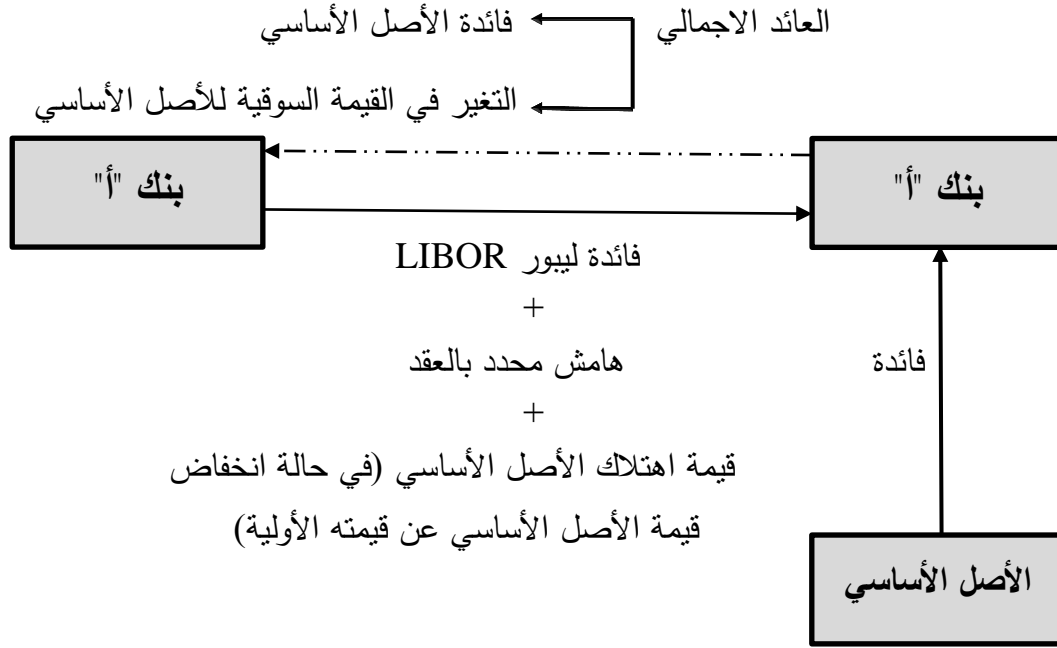 العائد الاجمالي
فائدة الأصل الأساسي
التغير في القيمة السوقية للأصل الأساسي
بنك "أ"
بنك "أ"
فائدة ليبور LIBOR
+
هامش محدد بالعقد
+
قيمة اهتلاك الأصل الأساسي (في حالة انخفاض
قيمة الأصل الأساسي عن قيمته الأولية)
فائدة
الأصل الأساسي